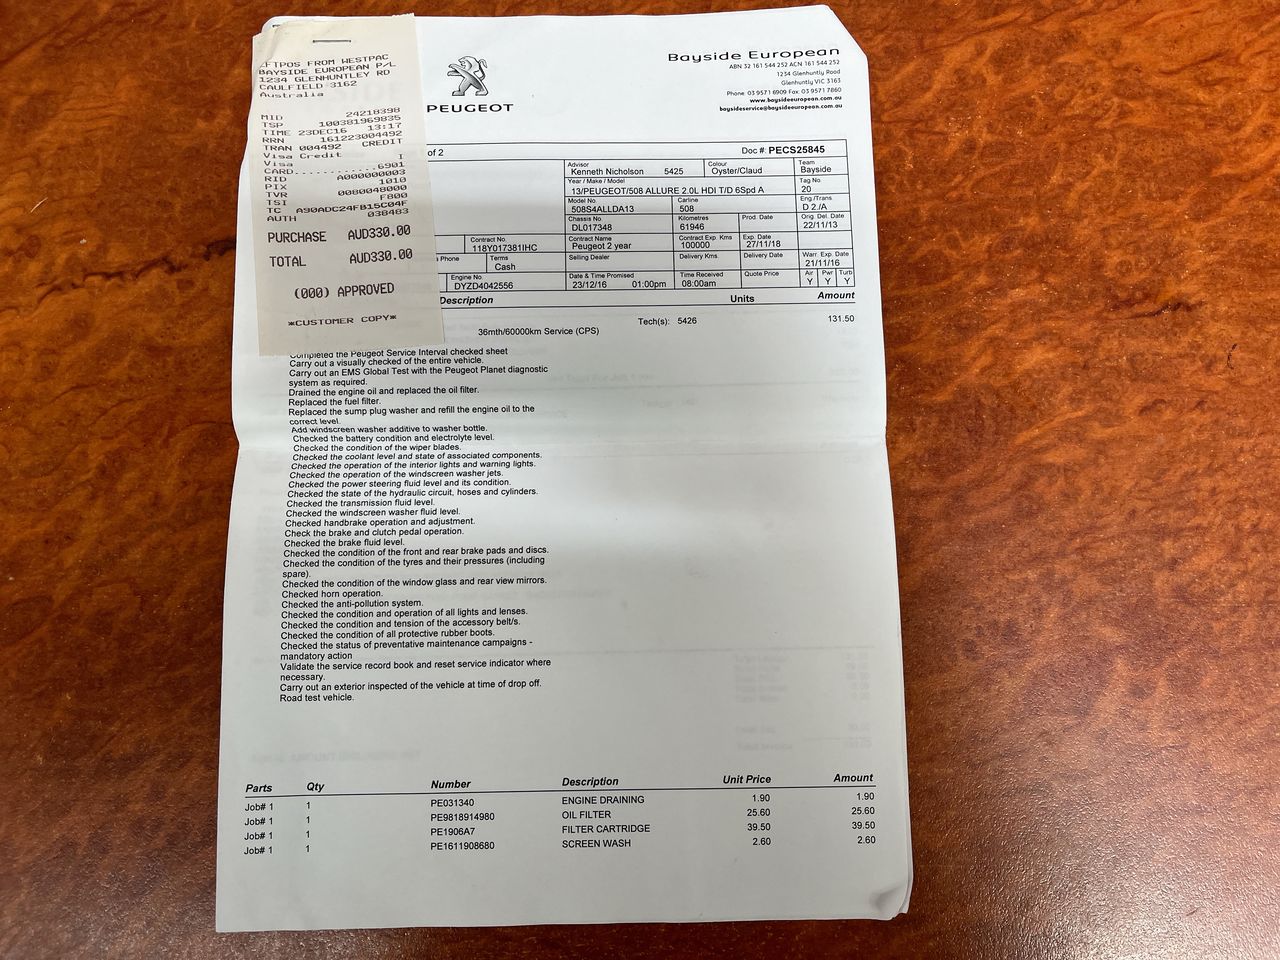 EFTPOS FROM WESTPAC
BAYSIDE EUROPEAN P/L
1234 GLENHUNTLEY RD
CAULFIELD 3162
Australia
MID 24218398
TSP 100381969835
TIME 23DEC16 13:17
RRN 161223004492
TRAN 004492 CREDIT
Visa Credit I
Visa
CARD............6901
RID A000000003
PIX 1010
TVR 0080048000
TSI F800
TC A90ADC24FB15C04F
AUTH 038483
PURCHASE AUD330.00
TOTAL AUD330.00
(000) APPROVED
*CUSTOMER COPY*
PEUGEOT
Bayside European
ABN 32 161 544 252 ACN 161 544 252
1234 Glenhuntly Road
Glenhuntly VIC 3163
Phone 03 9571 6909 Fax: 03 9571 7860
www.baysideeuropean.com.au
baysideservice@baysideeuropean.com.au
of 2 Doc #: PECS25845
Advisor Colour Team
Kenneth Nicholson 5425 Oyster/Claud Bayside
Year / Make / Model Tag No.
13/PEUGEOT/508 ALLURE 2.0L HDI T/D 6Spd A 20
Model No. Carline Eng./Trans
508S4ALLDA13 508 D 2./A
Chassis No Kilometres Prod. Date Orig. Del. Date
DL017348 61946 22/11/13
Contract No. Contract Name Contract Exp. Kms Exp. Date
118Y017381IHC Peugeot 2 year 100000 27/11/18
Phone Terms Selling Dealer Delivery Kms Delivery Date Warr. Exp. Date
Cash 21/11/16
Engine No. Date & Time Promised Time Received Quote Price Air Pwr Turb
DYZD4042556 23/12/16 01:00pm 08:00am Y Y Y
Description Units Amount
Tech(s): 5426 131.50
36mth/60000km Service (CPS)
Completed the Peugeot Service Interval checked sheet
Carry out a visually checked of the entire vehicle.
Carry out an EMS Global Test with the Peugeot Planet diagnostic
system as required.
Drained the engine oil and replaced the oil filter.
Replaced the fuel filter.
Replaced the sump plug washer and refill the engine oil to the
correct level.
Add windscreen washer additive to washer bottle.
Checked the battery condition and electrolyte level.
Checked the condition of the wiper blades.
Checked the coolant level and state of associated components.
Checked the operation of the interior lights and warning lights.
Checked the operation of the windscreen washer jets.
Checked the power steering fluid level and its condition.
Checked the state of the hydraulic circuit, hoses and cylinders.
Checked the transmission fluid level.
Checked the windscreen washer fluid level.
Checked handbrake operation and adjustment.
Check the brake and clutch pedal operation.
Checked the brake fluid level.
Checked the condition of the front and rear brake pads and discs.
Checked the condition of the tyres and their pressures (including
spare).
Checked the condition of the window glass and rear view mirrors.
Checked horn operation.
Checked the anti-pollution system.
Checked the condition and operation of all lights and lenses.
Checked the condition and tension of the accessory belt/s.
Checked the condition of all protective rubber boots.
Checked the status of preventative maintenance campaigns -
mandatory action
Validate the service record book and reset service indicator where
necessary.
Carry out an exterior inspected of the vehicle at time of drop off.
Road test vehicle.
Parts Qty Number Description Unit Price Amount
Job# 1 1 PE031340 ENGINE DRAINING 1.90 1.90
Job# 1 1 PE9818914980 OIL FILTER 25.60 25.60
Job# 1 1 PE1906A7 FILTER CARTRIDGE 39.50 39.50
Job# 1 1 PE1611908680 SCREEN WASH 2.60 2.60